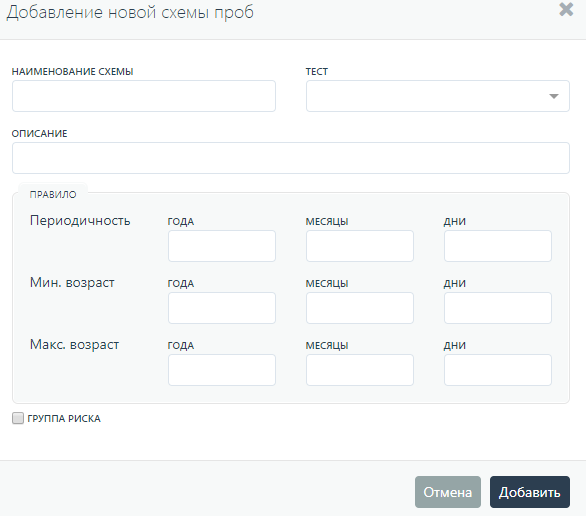 Добавление новой схемы проб
НАИМЕНОВАНИЕ СХЕМЫ ТЕСТ
ОПИСАНИЕ
ПРАВИЛО
Периодичность ГОДА МЕСЯЦЫ ДНИ
Мин. возраст ГОДА МЕСЯЦЫ ДНИ
Макс. возраст ГОДА МЕСЯЦЫ ДНИ
ГРУППА РИСКА
Отмена Добавить